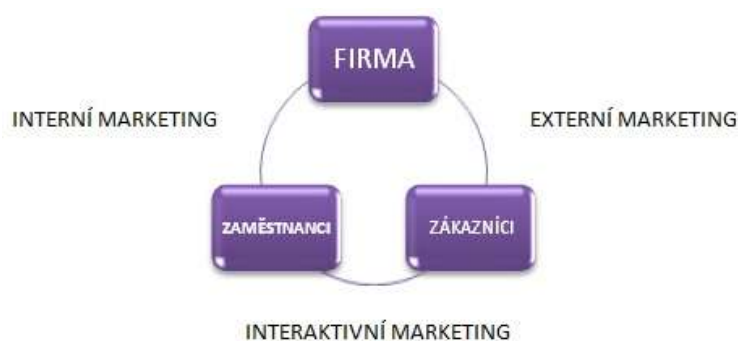 FIRMA
INTERNÍ MARKETING
EXTERNÍ MARKETING
ZAMĚSTNANCI
ZÁKAZNÍCI
INTERAKTIVNÍ MARKETING